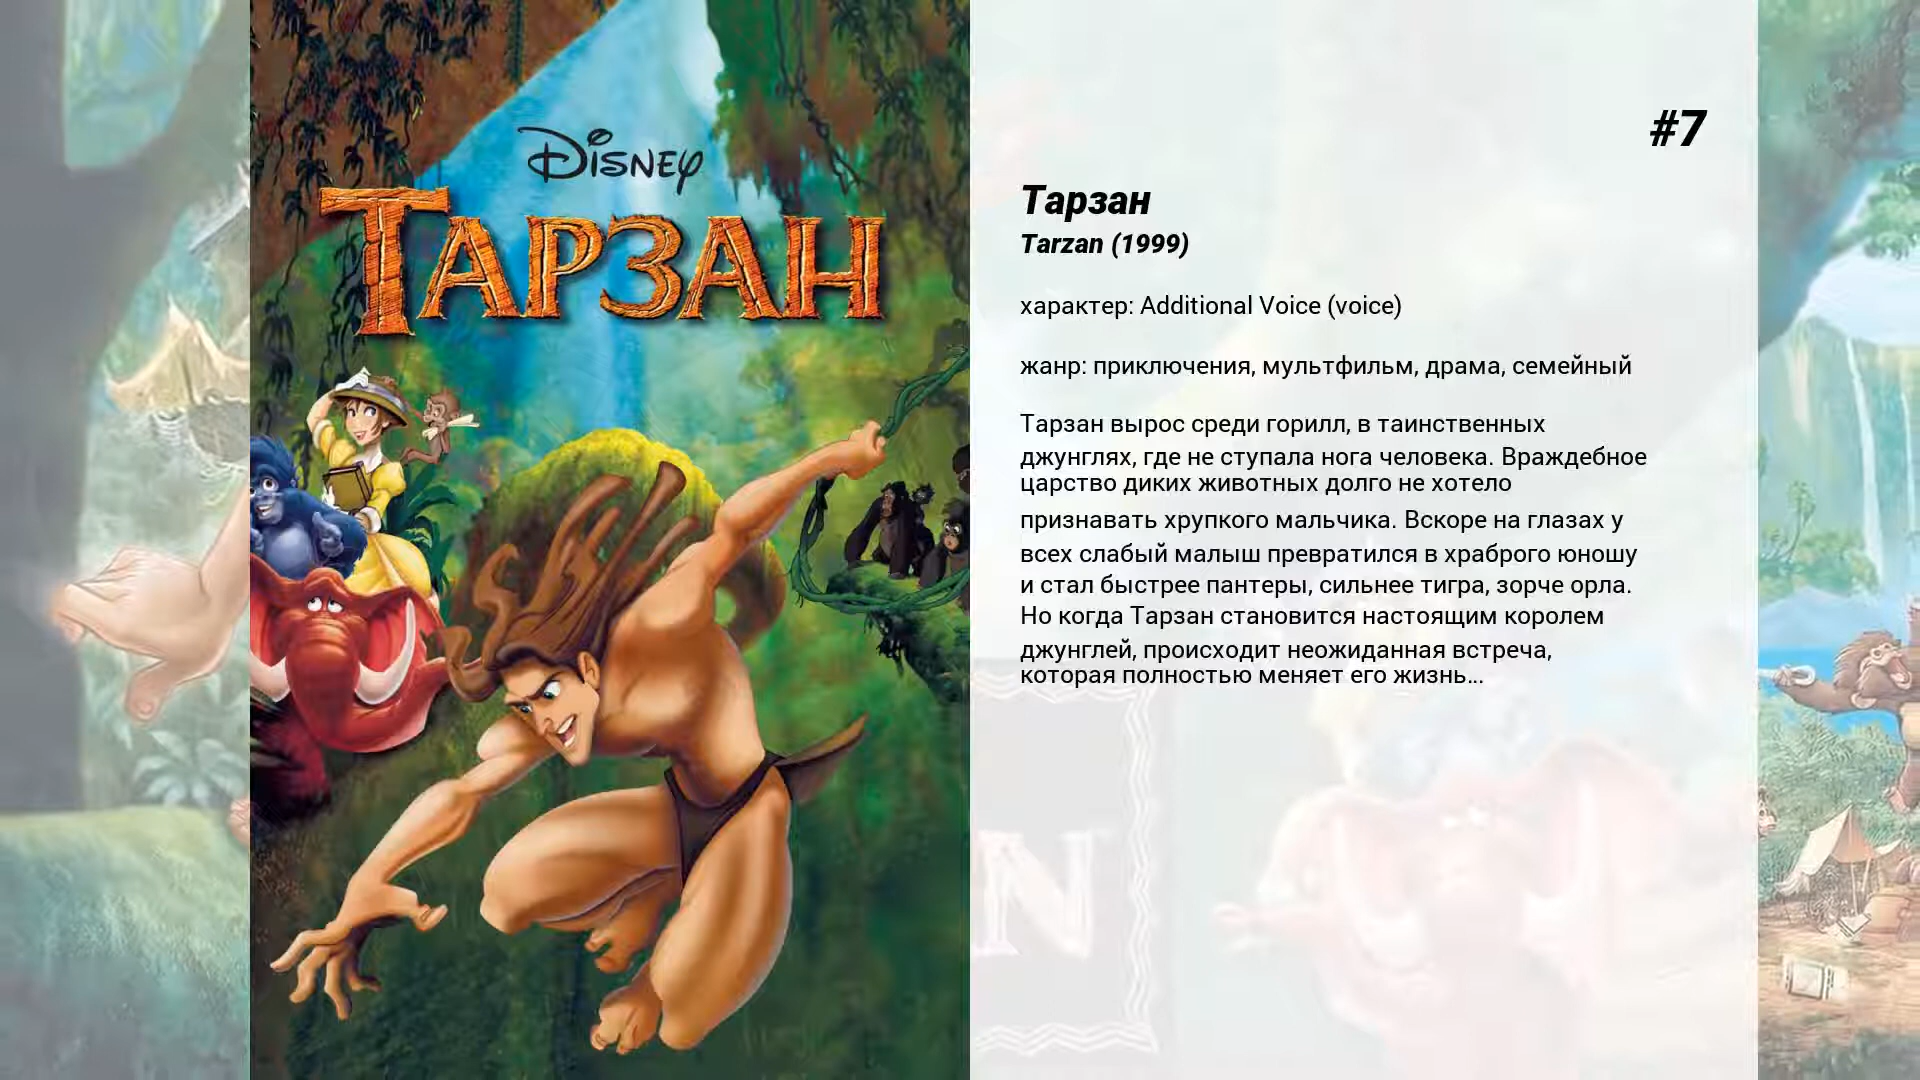 Disney
ТАРЗАН
#7
Тарзан
Tarzan (1999)
характер: Additional Voice (voice)
жанр: приключения, мультфильм, драма, семейный
Тарзан вырос среди горилл, в таинственных
джунглях, где не ступала нога человека. Враждебное
царство диких животных долго не хотело
признавать хрупкого мальчика. Вскоре на глазах у
всех слабый малыш превратился в храброго юношу
и стал быстрее пантеры, сильнее тигра, зорче орла.
Но когда Тарзан становится настоящим королем
джунглей, происходит неожиданная встреча,
которая полностью меняет его жизнь…
N